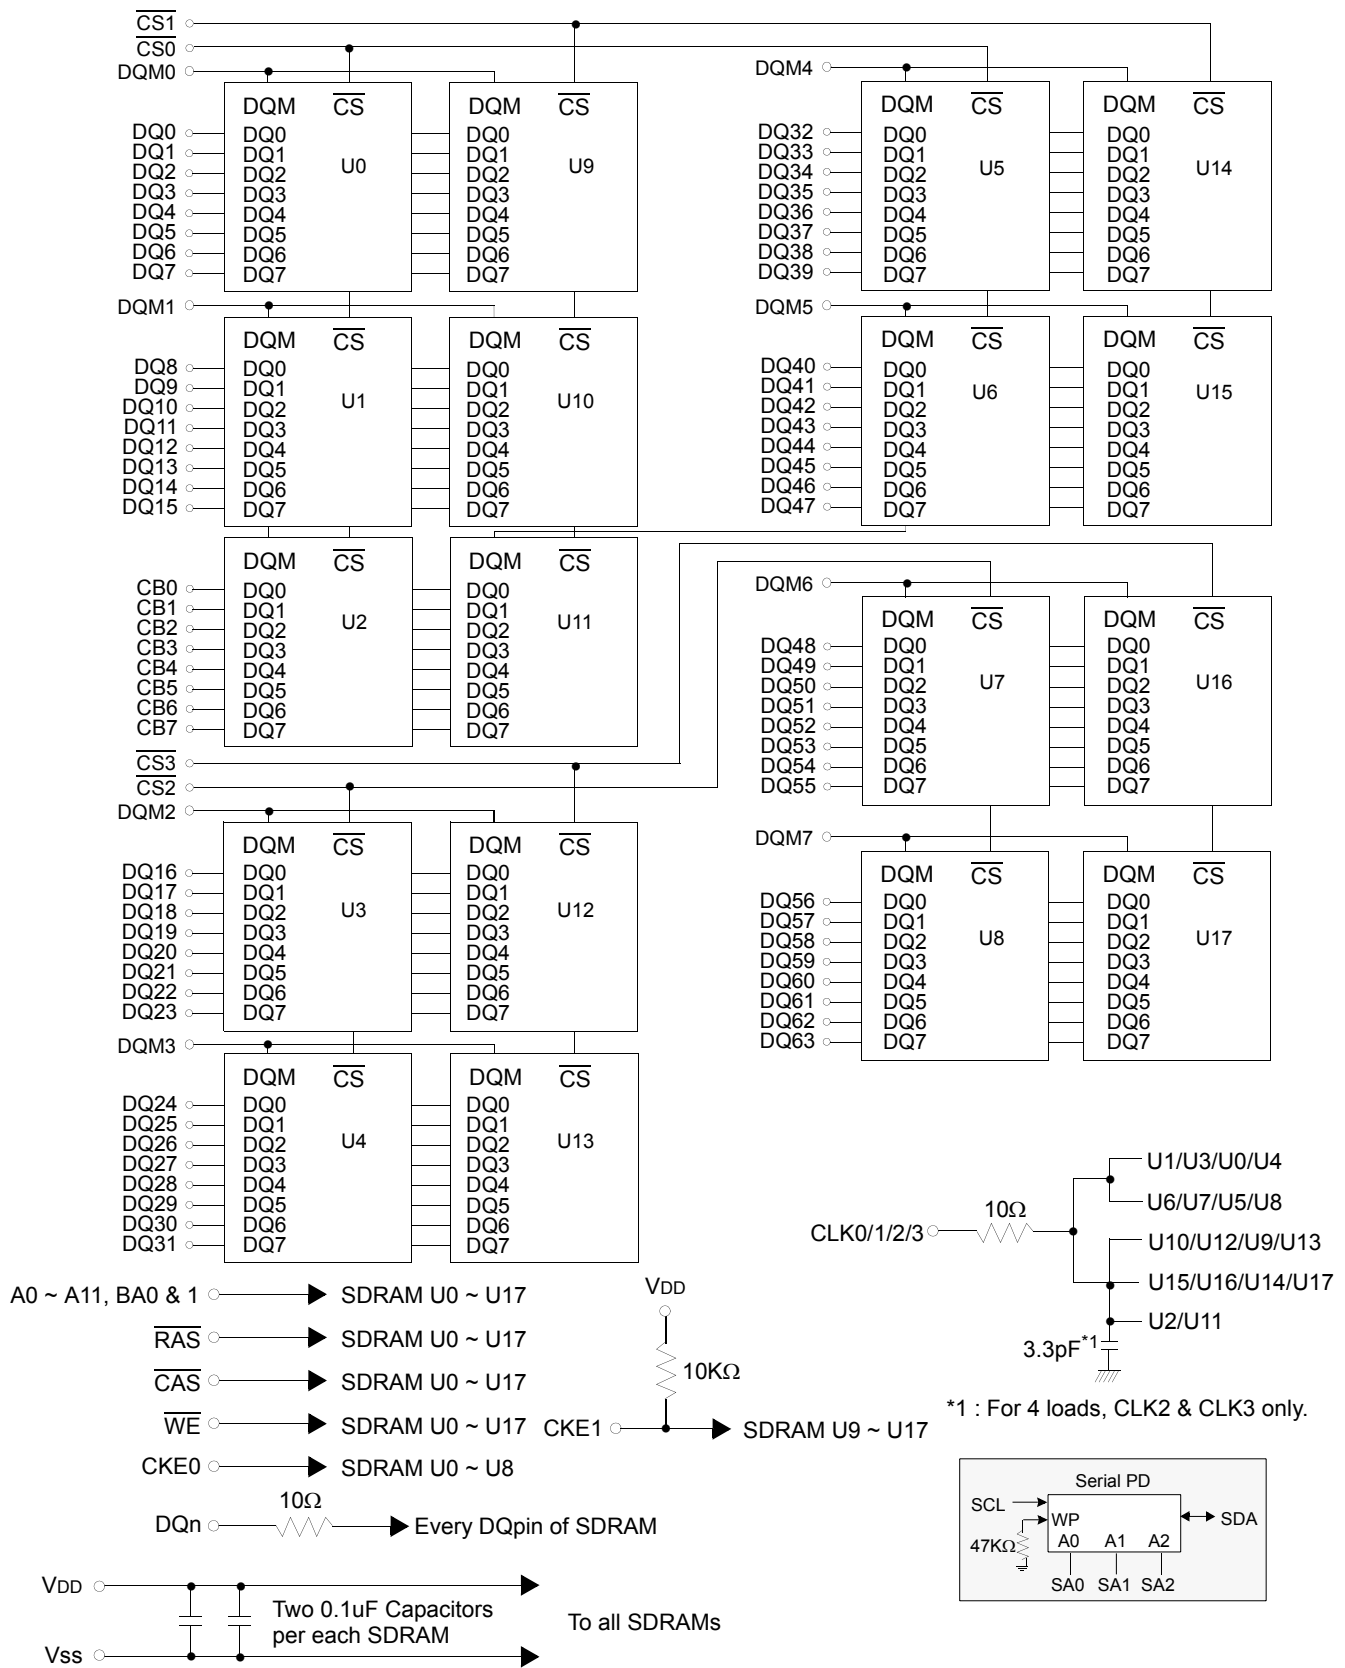 CS1
CS0
DQM0
DQM CS
DQ0 DQ0 DQ0
DQ1 DQ1 DQ1
DQ2 DQ2 U0 DQ2 U9
DQ3 DQ3 DQ3
DQ4 DQ4 DQ4
DQ5 DQ5 DQ5
DQ6 DQ6 DQ6
DQ7 DQ7 DQ7
DQM CS
DQM1
DQM CS DQM CS
DQ8 DQ0 DQ0
DQ9 DQ1 DQ1
DQ10 DQ2 U1 DQ2 U10
DQ11 DQ3 DQ3
DQ12 DQ4 DQ4
DQ13 DQ5 DQ5
DQ14 DQ6 DQ6
DQ15 DQ7 DQ7
DQM CS DQM CS
CB0 DQ0 DQ0
CB1 DQ1 DQ1
CB2 DQ2 U2 DQ2 U11
CB3 DQ3 DQ3
CB4 DQ4 DQ4
CB5 DQ5 DQ5
CB6 DQ6 DQ6
CB7 DQ7 DQ7
CS3
CS2
DQM2
DQM CS DQM CS
DQ16 DQ0 DQ0
DQ17 DQ1 DQ1
DQ18 DQ2 U3 DQ2 U12
DQ19 DQ3 DQ3
DQ20 DQ4 DQ4
DQ21 DQ5 DQ5
DQ22 DQ6 DQ6
DQ23 DQ7 DQ7
DQM3
DQM CS DQM CS
DQ24 DQ0 DQ0
DQ25 DQ1 DQ1
DQ26 DQ2 U4 DQ2 U13
DQ27 DQ3 DQ3
DQ28 DQ4 DQ4
DQ29 DQ5 DQ5
DQ30 DQ6 DQ6
DQ31 DQ7 DQ7
DQM4
DQM CS DQM CS
DQ32 DQ0 DQ0
DQ33 DQ1 DQ1
DQ34 DQ2 U5 DQ2 U14
DQ35 DQ3 DQ3
DQ36 DQ4 DQ4
DQ37 DQ5 DQ5
DQ38 DQ6 DQ6
DQ39 DQ7 DQ7
DQM5
DQM CS DQM CS
DQ40 DQ0 DQ0
DQ41 DQ1 DQ1
DQ42 DQ2 U6 DQ2 U15
DQ43 DQ3 DQ3
DQ44 DQ4 DQ4
DQ45 DQ5 DQ5
DQ46 DQ6 DQ6
DQ47 DQ7 DQ7
DQM6
DQM CS DQM CS
DQ48 DQ0 DQ0
DQ49 DQ1 DQ1
DQ50 DQ2 U7 DQ2 U16
DQ51 DQ3 DQ3
DQ52 DQ4 DQ4
DQ53 DQ5 DQ5
DQ54 DQ6 DQ6
DQ55 DQ7 DQ7
DQM7
DQM CS DQM CS
DQ56 DQ0 DQ0
DQ57 DQ1 DQ1
DQ58 DQ2 U8 DQ2 U17
DQ59 DQ3 DQ3
DQ60 DQ4 DQ4
DQ61 DQ5 DQ5
DQ62 DQ6 DQ6
DQ63 DQ7 DQ7
A0 ~ A11, BA0 & 1 SDRAM U0 ~ U17
RAS SDRAM U0 ~ U17
CAS SDRAM U0 ~ U17
WE SDRAM U0 ~ U17
CKE0 SDRAM U0 ~ U8
VDD
10KΩ
CKE1 SDRAM U9 ~ U17
10Ω
DQn Every DQpin of SDRAM
VDD
Two 0.1uF Capacitors
per each SDRAM
To all SDRAMs
Vss
CLK0/1/2/3 10Ω
U1/U3/U0/U4
U6/U7/U5/U8
U10/U12/U9/U13
U15/U16/U14/U17
U2/U11
3.3pF*1
*1 : For 4 loads, CLK2 & CLK3 only.
Serial PD
SCL
WP SDA
47KΩ A0 A1 A2
SA0 SA1 SA2